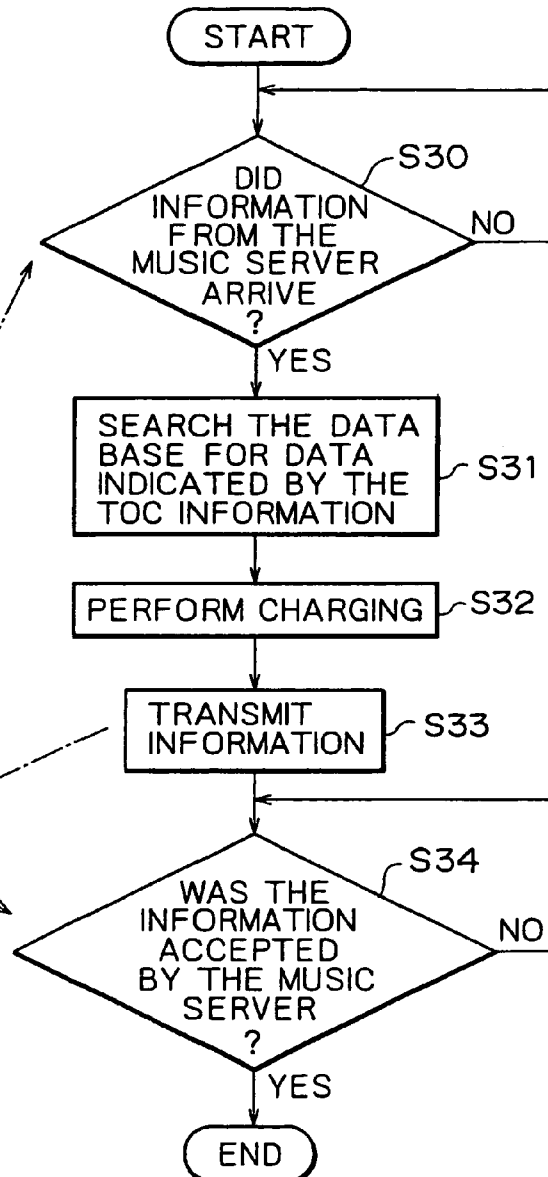 START
S30
DID
INFORMATION
FROM THE
MUSIC SERVER
ARRIVE
?
NO
YES
SEARCH THE DATA
BASE FOR DATA
INDICATED BY THE
TOC INFORMATION
S31
PERFORM CHARGING
S32
TRANSMIT
INFORMATION
S33
S34
WAS THE
INFORMATION
ACCEPTED
BY THE MUSIC
SERVER
?
NO
YES
END